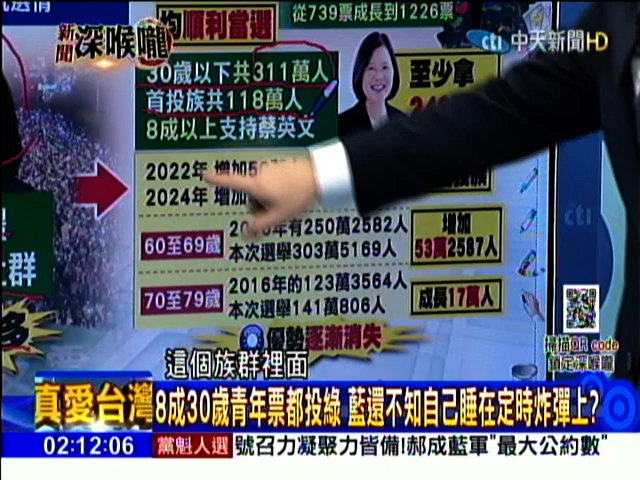 從739票成長到1226票
均順利當選
新聞深喉嚨
cti 中天新聞HD
30歲以下共311萬人
首投族共118萬人
8成以上支持蔡英文
至少拿
2022年 增加5
2024年 增加
60至69歲
年有250萬2582人
本次選舉303萬5169人
增加
53萬2587人
70至79歲
2016年的123萬3564人
本次選舉141萬806人
成長17萬人
優勢逐漸消失
cti
掃描QR code
鎖定深喉嚨
這個族群裡面
真愛台灣
8成30歲青年票都投綠 藍還不知自己睡在定時炸彈上?
02:12:06
黨魁人選
號召力凝聚力皆備!郝成藍軍"最大公約數"